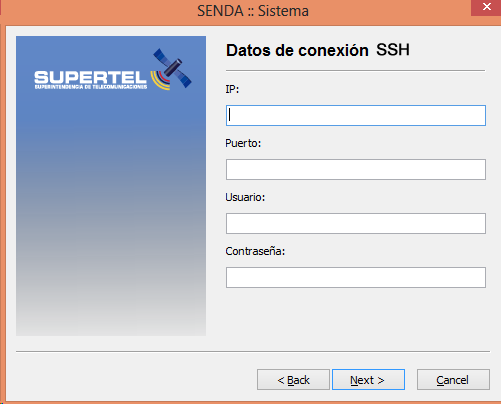 SENDA :: Sistema
SUPERTEL
SUPERINTENDENCIA DE TELECOMUNICACIONES
Datos de conexión SSH
IP:
Puerto:
Usuario:
Contraseña:
< Back
Next >
Cancel